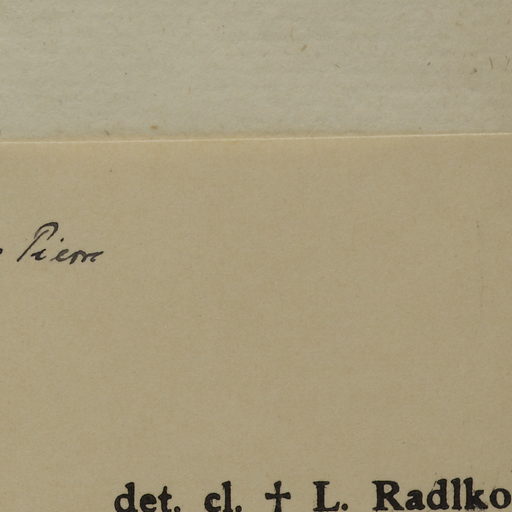 Pierre
det. cl. † L. Radlko